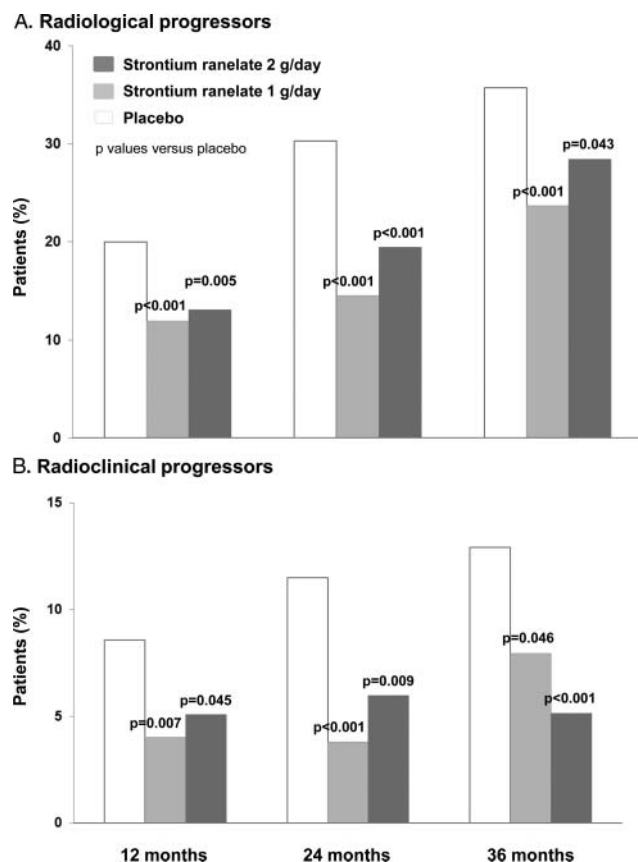 A. Radiological progressors
40
30
20
10
0
Patients (%)
Strontium ranelate 2 g/day
Strontium ranelate 1 g/day
Placebo
p values versus placebo
p<0.001
p=0.005
p<0.001
p<0.001
p<0.001
p=0.043
B. Radioclinical progressors
15
10
5
0
Patients (%)
p=0.007
p=0.045
p<0.001
p=0.009
p=0.046
p<0.001
12 months
24 months
36 months